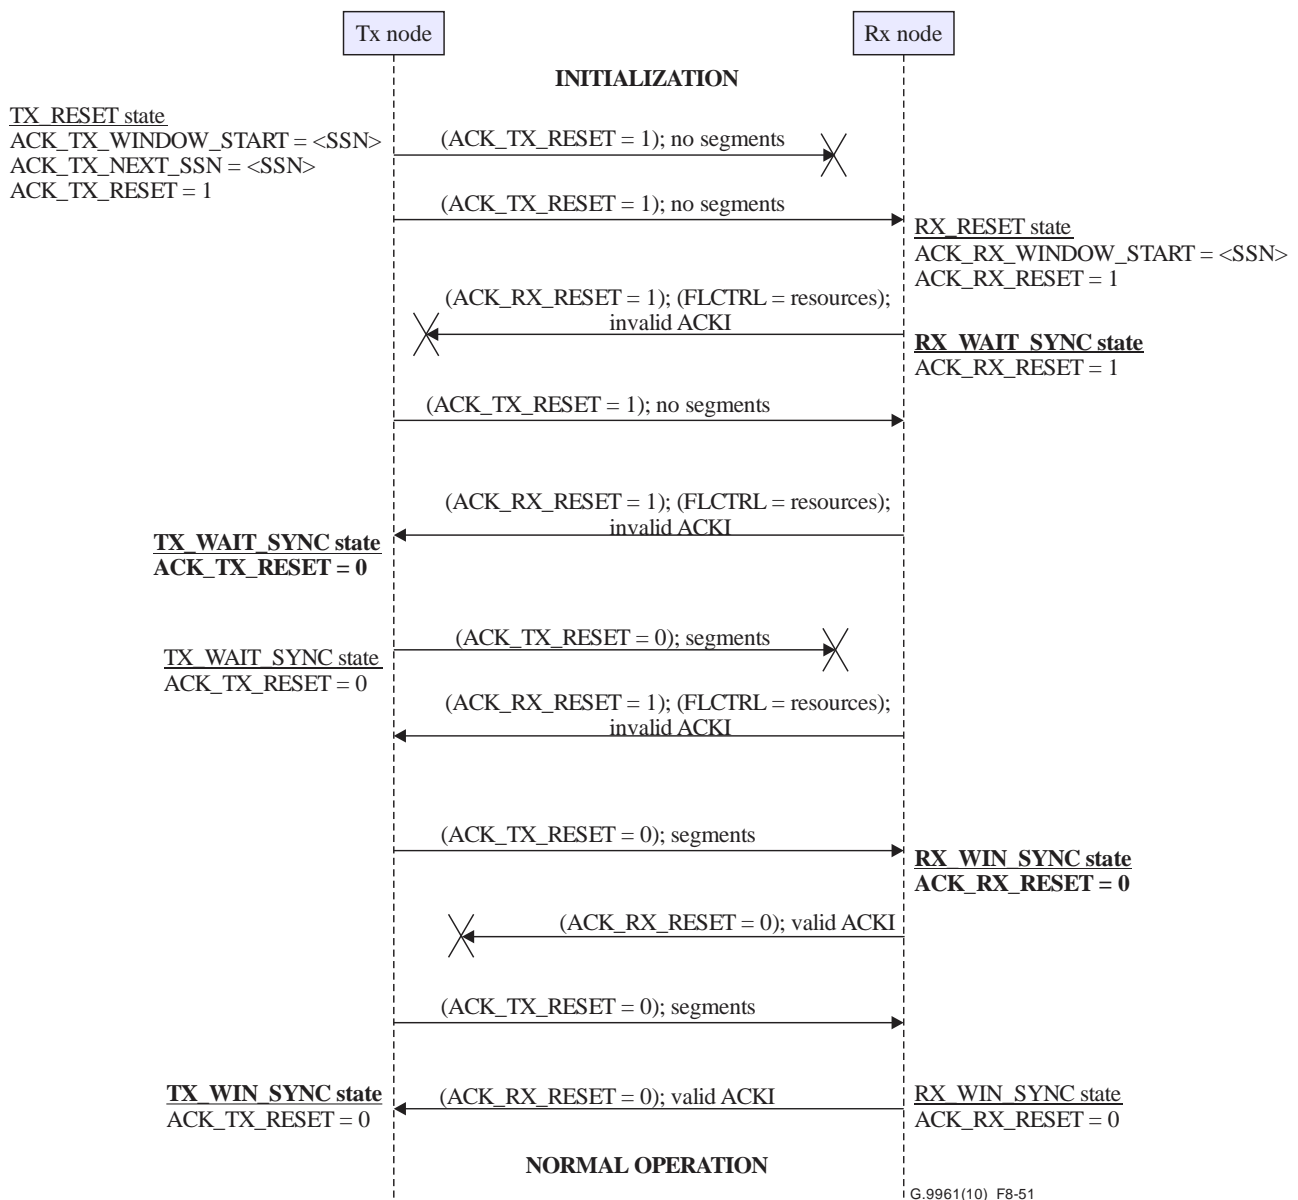 Tx node
Rx node
INITIALIZATION
TX_RESET state
ACK_TX_WINDOW_START = <SSN>
ACK_TX_NEXT_SSN = <SSN>
ACK_TX_RESET = 1
(ACK_TX_RESET = 1); no segments
(ACK_TX_RESET = 1); no segments
RX_RESET state
ACK_RX_WINDOW_START = <SSN>
ACK_RX_RESET = 1
(ACK_RX_RESET = 1); (FLCTRL = resources);
invalid ACKI
RX_WAIT_SYNC state
ACK_RX_RESET = 1
(ACK_TX_RESET = 1); no segments
(ACK_RX_RESET = 1); (FLCTRL = resources);
invalid ACKI
TX_WAIT_SYNC state
ACK_TX_RESET = 0
(ACK_TX_RESET = 0); segments
TX_WAIT_SYNC state
ACK_TX_RESET = 0
(ACK_RX_RESET = 1); (FLCTRL = resources);
invalid ACKI
(ACK_TX_RESET = 0); segments
RX_WIN_SYNC state
ACK_RX_RESET = 0
(ACK_RX_RESET = 0); valid ACKI
(ACK_TX_RESET = 0); segments
TX_WIN_SYNC state
ACK_TX_RESET = 0
(ACK_RX_RESET = 0); valid ACKI
RX_WIN_SYNC state
ACK_RX_RESET = 0
NORMAL OPERATION
G.9961(10)_F8-51